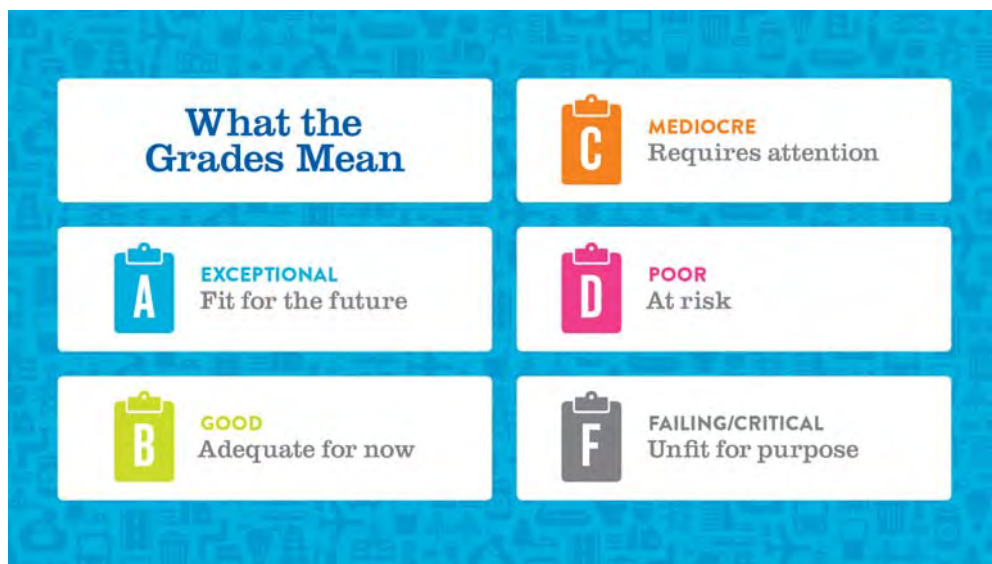 What the
Grades Mean
A
EXCEPTIONAL
Fit for the future
B
GOOD
Adequate for now
C
MEDIOCRE
Requires attention
D
POOR
At risk
F
FAILING/CRITICAL
Unfit for purpose